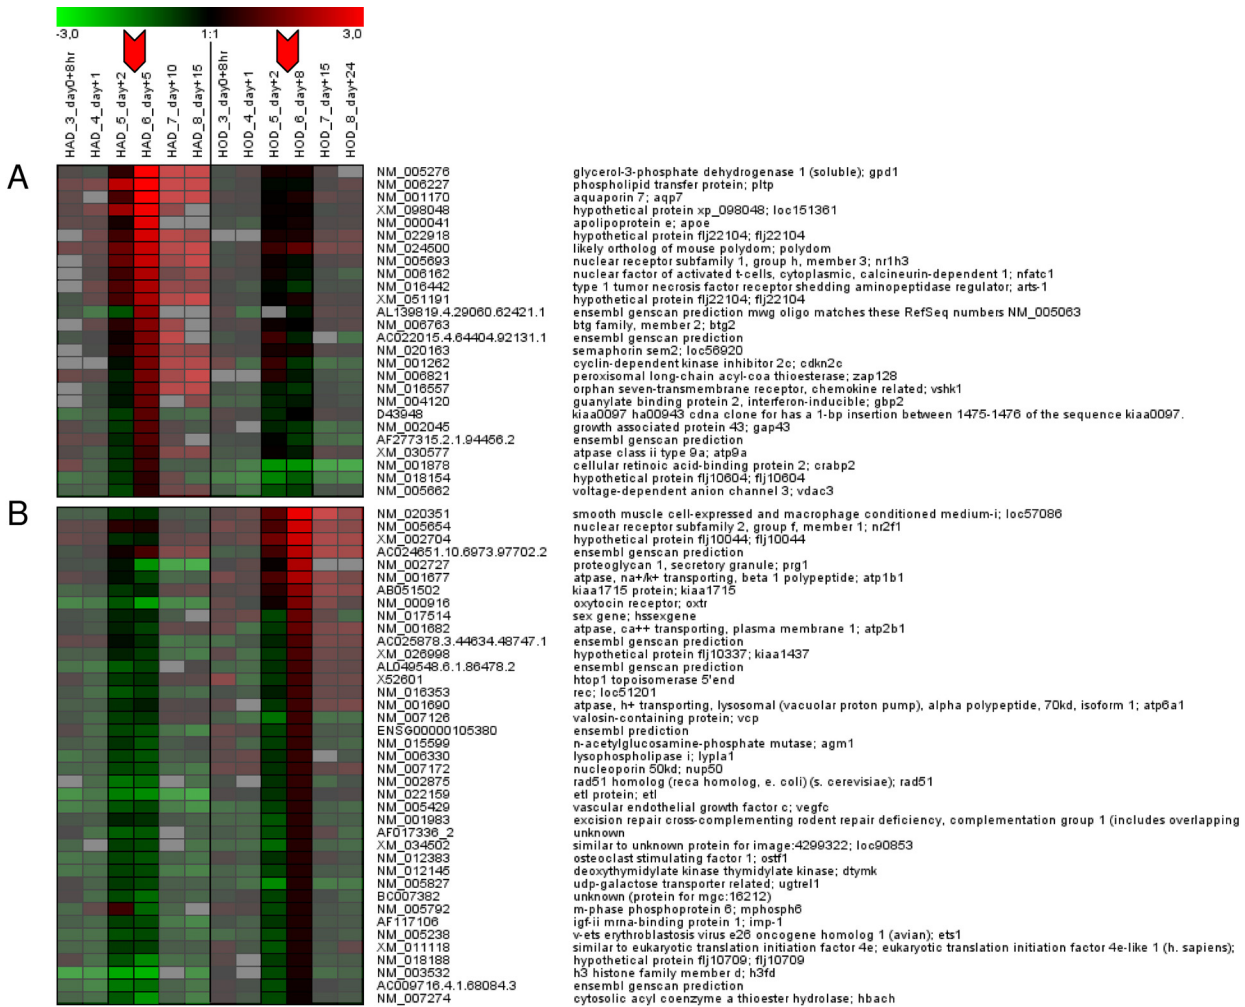 -3,0 1:1 3,0
HAD_3_day0+8hr
HAD_4_day+1
HAD_5_day+2
HAD_6_day+5
HAD_7_day+10
HAD_8_day+15
HOD_3_day0+8hr
HOD_4_day+1
HOD_5_day+2
HOD_6_day+8
HOD_7_day+15
HOD_8_day+24
A
NM_005276 glycerol-3-phosphate dehydrogenase 1 (soluble); gpd1
NM_006227 phospholipid transfer protein; pltp
NM_001170 aquaporin 7; aqp7
XM_098048 hypothetical protein xp_098048; loc151361
NM_000041 apolipoprotein e; apoe
NM_022918 hypothetical protein flj22104; flj22104
NM_024500 likely ortholog of mouse polydom; polydom
NM_005693 nuclear receptor subfamily 1, group h, member 3; nr1h3
NM_006162 nuclear factor of activated t-cells, cytoplasmic, calcineurin-dependent 1; nfatc1
NM_016442 type 1 tumor necrosis factor receptor shedding aminopeptidase regulator; arts-1
XM_051191 hypothetical protein flj22104; flj22104
AL139819.4.29060.62421.1 ensembl genscan prediction mwg oligo matches these RefSeq numbers NM_005063
NM_006763 btg family, member 2; btg2
AC022015.4.64404.92131.1 ensembl genscan prediction
NM_020163 semaphorin sem2; loc56920
NM_001262 cyclin-dependent kinase inhibitor 2c; cdkn2c
NM_006821 peroxisomal long-chain acyl-coa thioesterase; zap128
NM_016557 orphan seven-transmembrane receptor, chemokine related; vshk1
NM_004120 guanylate binding protein 2, interferon-inducible; gbp2
D43948 kiaa0097 ha00943 cdna clone for has a 1-bp insertion between 1475-1476 of the sequence kiaa0097.
NM_002045 growth associated protein 43; gap43
AF277315.2.1.94456.2 ensembl genscan prediction
XM_030577 atpase class ii type 9a; atp9a
NM_001878 cellular retinoic acid-binding protein 2; crabp2
NM_018154 hypothetical protein flj10604; flj10604
NM_005662 voltage-dependent anion channel 3; vdac3
B
NM_020351 smooth muscle cell-expressed and macrophage conditioned medium-i; loc57086
NM_005654 nuclear receptor subfamily 2, group f, member 1; nr2f1
XM_002704 hypothetical protein flj10044; flj10044
AC024651.10.6973.97702.2 ensembl genscan prediction
NM_002727 proteoglycan 1, secretory granule; prg1
NM_001677 atpase, na+/k+ transporting, beta 1 polypeptide; atp1b1
AB051502 kiaa1715 protein; kiaa1715
NM_000916 oxytocin receptor; oxtr
NM_017514 sex gene; hssexgene
NM_001682 atpase, ca++ transporting, plasma membrane 1; atp2b1
AC025878.3.44634.48747.1 ensembl genscan prediction
XM_026998 hypothetical protein flj10337; kiaa1437
AL049548.6.1.86478.2 ensembl genscan prediction
X52601 htop1 topoisomerase 5'end
NM_016353 rec; loc51201
NM_001690 atpase, h+ transporting, lysosomal (vacuolar proton pump), alpha polypeptide, 70kd, isoform 1; atp6a1
NM_007126 valosin-containing protein; vcp
ENSG00000105380 ensembl prediction
NM_015599 n-acetylglucosamine-phosphate mutase; agm1
NM_006330 lysophospholipase i; lypla1
NM_007172 nucleoporin 50kd; nup50
NM_002875 rad51 homolog (reca homolog, e. coli) (s. cerevisiae); rad51
NM_022159 etl protein; etl
NM_005429 vascular endothelial growth factor c; vegfc
NM_001983 excision repair cross-complementing rodent repair deficiency, complementation group 1 (includes overlapping
AF017336_2 unknown
XM_034502 similar to unknown protein for image:4299322; loc90853
NM_012383 osteoclast stimulating factor 1; ostf1
NM_012145 deoxythymidylate kinase thymidylate kinase; dtymk
NM_005827 udp-galactose transporter related; ugtrel1
BC007382 unknown (protein for mgc:16212)
NM_005792 m-phase phosphoprotein 6; mphosph6
AF117106 igf-ii mrna-binding protein 1; imp-1
NM_005238 v-ets erythroblastosis virus e26 oncogene homolog 1 (avian); ets1
XM_011118 similar to eukaryotic translation initiation factor 4e; eukaryotic translation initiation factor 4e-like 1 (h. sapiens);
NM_018188 hypothetical protein flj10709; flj10709
NM_003532 h3 histone family member d; h3fd
AC009716.4.1.68084.3 ensembl genscan prediction
NM_007274 cytosolic acyl coenzyme a thioester hydrolase; hbach